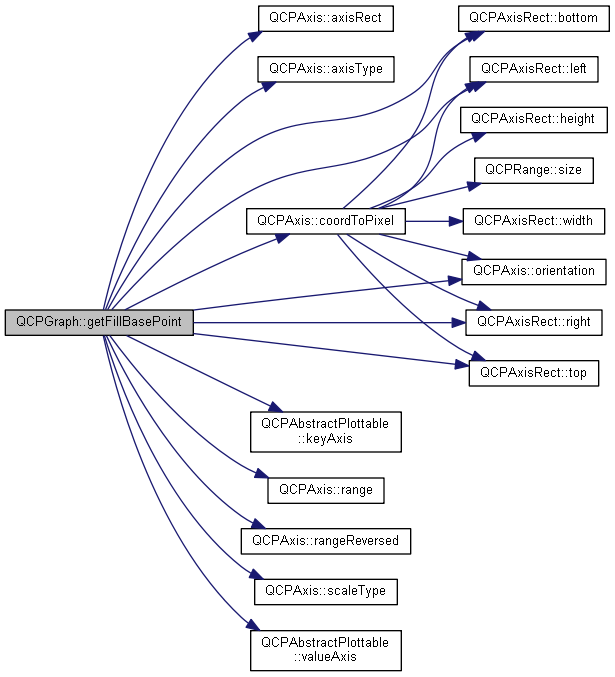 QCPGraph::getFillBasePoint
QCPAxis::axisRect
QCPAxis::axisType
QCPAxis::coordToPixel
QCPAbstractPlottable
::keyAxis
QCPAxis::range
QCPAxis::rangeReversed
QCPAxis::scaleType
QCPAbstractPlottable
::valueAxis
QCPAxisRect::bottom
QCPAxisRect::left
QCPAxisRect::height
QCPRange::size
QCPAxisRect::width
QCPAxis::orientation
QCPAxisRect::right
QCPAxisRect::top